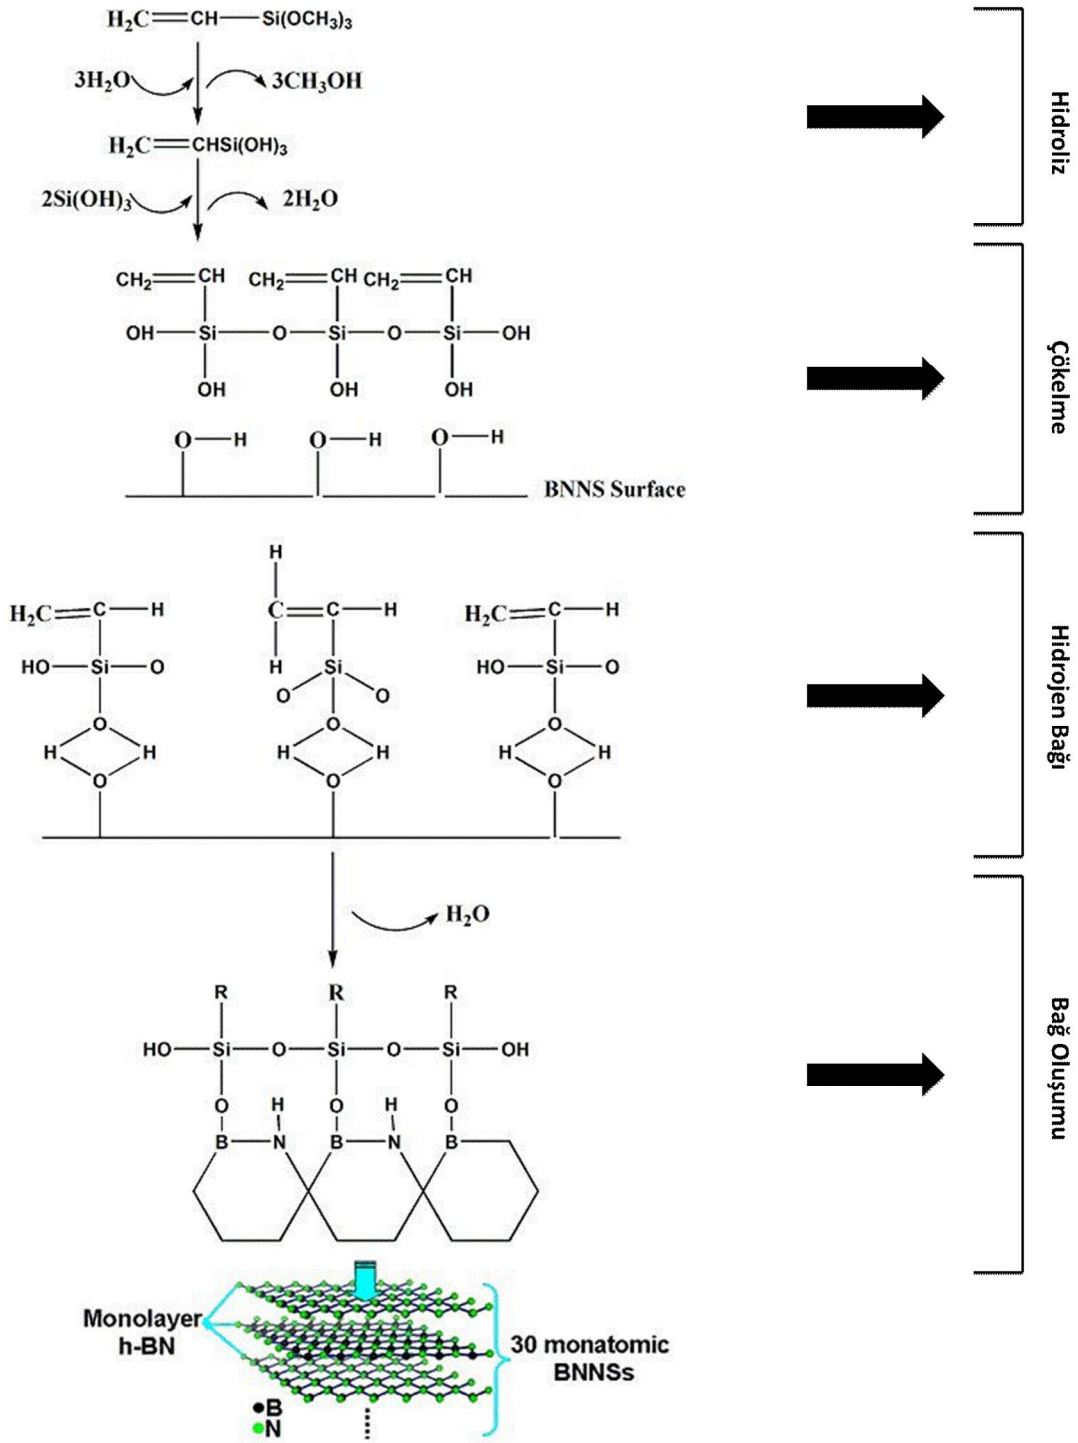 H₂C=CH—Si(OCH₃)₃
3H₂O 3CH₃OH
H₂C=CHSi(OH)₃
2Si(OH)₃ 2H₂O
Hidroliz
CH₂=CH CH₂=CH CH₂=CH
OH—Si—O—Si—O—Si—OH
OH OH OH
O—H O—H O—H
BNNS Surface
Çökelme
H
H₂C=C—H C=C—H H₂C=C—H
HO—Si—O H Si HO—Si—O
O O
O O O
H H H H H H
O O O
Hidrojen Bağı
H₂O
R R R
HO—Si—O—Si—O—Si—OH
O H O H O
B—N B—N B
Bağ Oluşumu
Monolayer
h-BN
30 monatomic
BNNSs
B
N